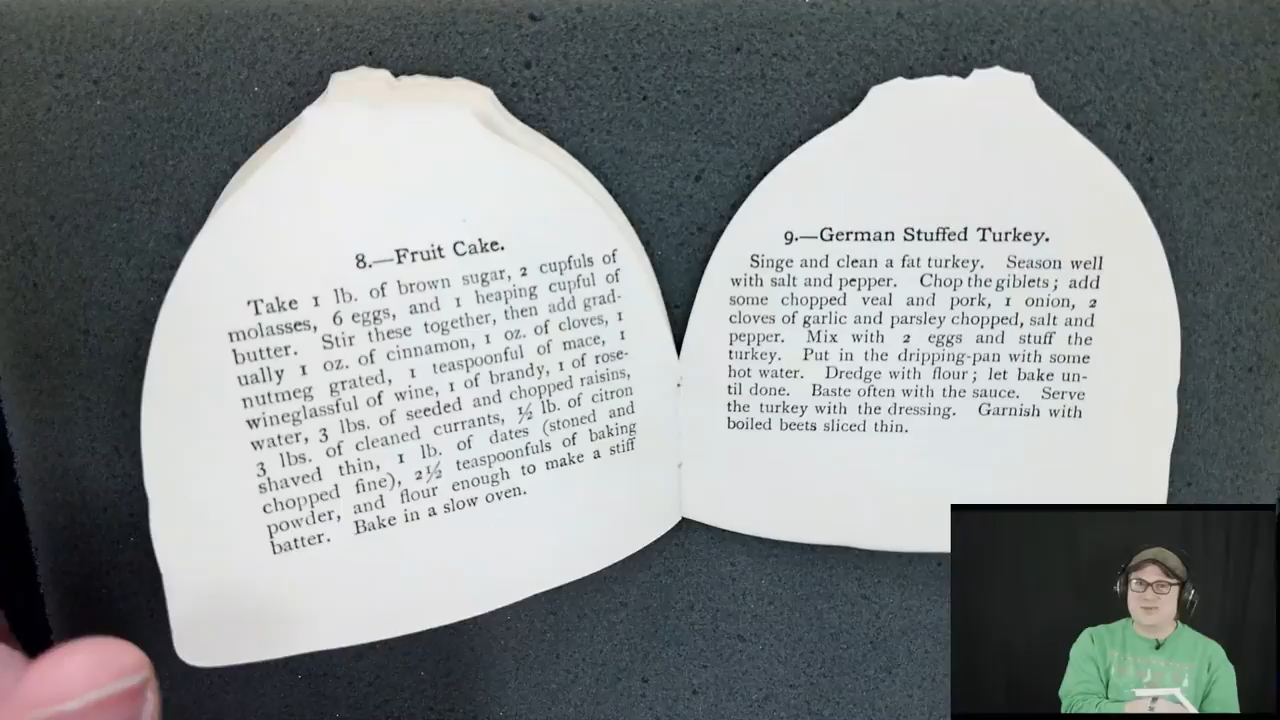 8.—Fruit Cake.
Take 1 lb. of brown sugar, 2 cupfuls of
molasses, 6 eggs, and 1 heaping cupful of
butter. Stir these together, then add grad-
ually 1 oz. of cinnamon, 1 oz. of cloves, 1
nutmeg grated, 1 teaspoonful of mace, 1
wineglassful of wine, 1 of brandy, 1 of rose-
water, 3 lbs. of seeded and chopped raisins,
3 lbs. of cleaned currants, ½ lb. of citron
shaved thin, 1 lb. of dates (stoned and
chopped fine), 2½ teaspoonfuls of baking
powder, and flour enough to make a stiff
batter. Bake in a slow oven.
9.—German Stuffed Turkey.
Singe and clean a fat turkey. Season well
with salt and pepper. Chop the giblets; add
some chopped veal and pork, 1 onion, 2
cloves of garlic and parsley chopped, salt and
pepper. Mix with 2 eggs and stuff the
turkey. Put in the dripping-pan with some
hot water. Dredge with flour; let bake un-
til done. Baste often with the sauce. Serve
the turkey with the dressing. Garnish with
boiled beets sliced thin.